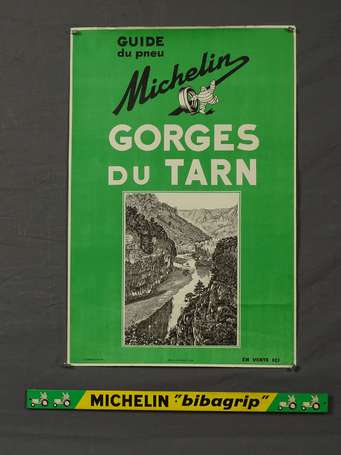 GUIDE
du pneu
Michelin
GORGES
DU TARN
EN VENTE ICI
MICHELIN "bibagrip"